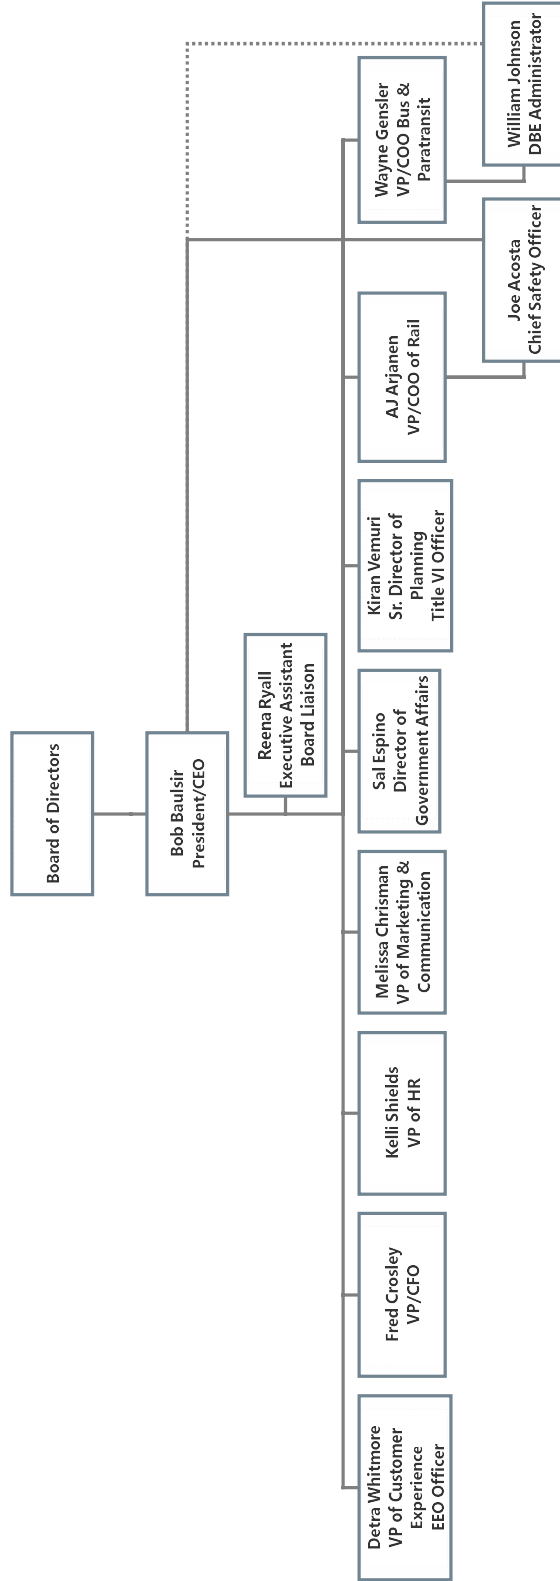 Board of Directors
Bob Baulsir
President/CEO
Reena Ryall
Executive Assistant
Board Liaison
Detra Whitmore
VP of Customer
Experience
EEO Officer
Fred Crosley
VP/CFO
Kelli Shields
VP of HR
Melissa Chrisman
VP of Marketing &
Communication
Sal Espino
Director of
Government Affairs
Kiran Vemuri
Sr. Director of
Planning
Title VI Officer
AJ Arjanen
VP/COO of Rail
Wayne Gensler
VP/COO Bus &
Paratransit
Joe Acosta
Chief Safety Officer
William Johnson
DBE Administrator